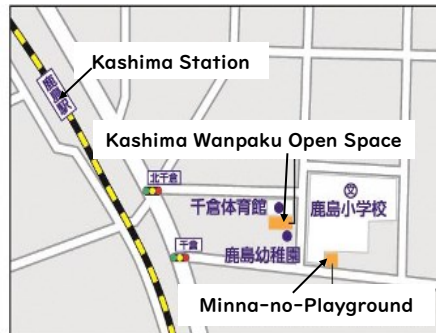 Kashima Station
鹿島駅
Kashima Wanpaku Open Space
北千倉
千倉体育館
鹿島小学校
文
千倉
鹿島幼稚園
Minna-no-Playground